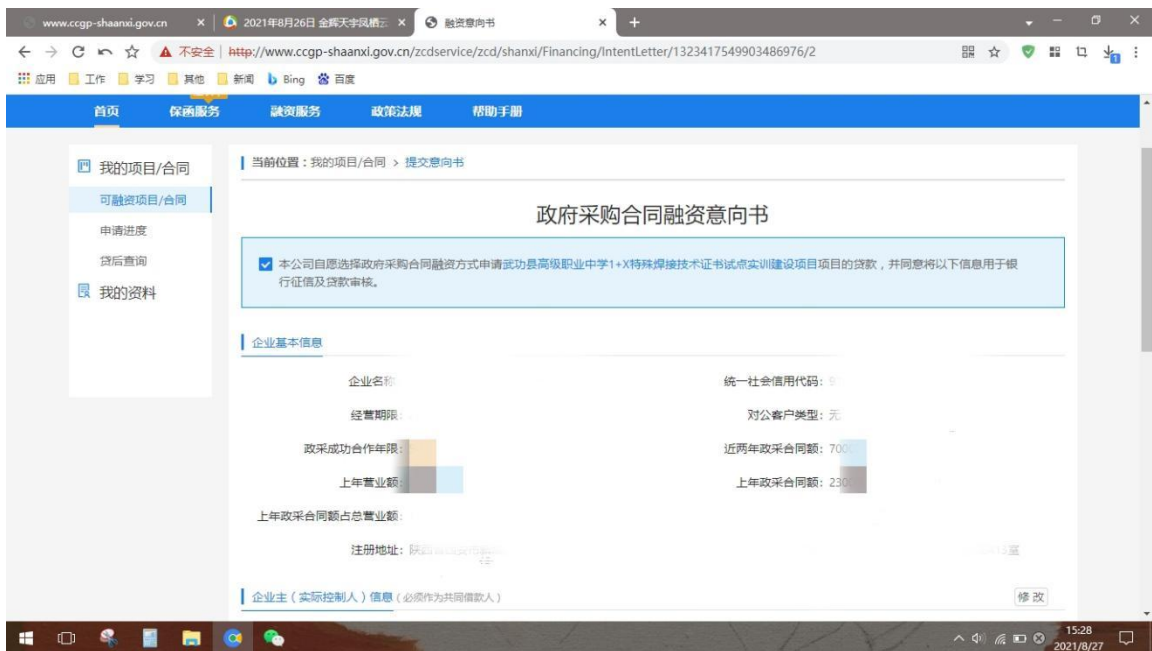 www.ccgp-shaanxi.gov.cn
2021年8月26日 金辉天宇凤栖云
融资意向书
不安全
http://www.ccgp-shaanxi.gov.cn/zcdservice/zcd/shanxi/Financing/IntentLetter/1323417549903486976/2
应用 工作 学习 其他 新闻 Bing 百度
首页 保函服务 融资服务 政策法规 帮助手册
我的项目/合同
可融资项目/合同
申请进度
贷后查询
我的资料
当前位置：我的项目/合同 > 提交意向书
政府采购合同融资意向书
本公司自愿选择政府采购合同融资方式申请武功县高级职业中学1+X特殊焊接技术证书试点实训建设项目项目的贷款，并同意将以下信息用于银
行征信及贷款审核。
企业基本信息
企业名称
统一社会信用代码：9
经营期限：
对公客户类型：无
政采成功合作年限：
近两年政采合同额：700
上年营业额：
上年政采合同额：230
上年政采合同额占总营业额：
注册地址：陕
室
企业主（实际控制人）信息（必须作为共同借款人）
修改
15:28
2021/8/27